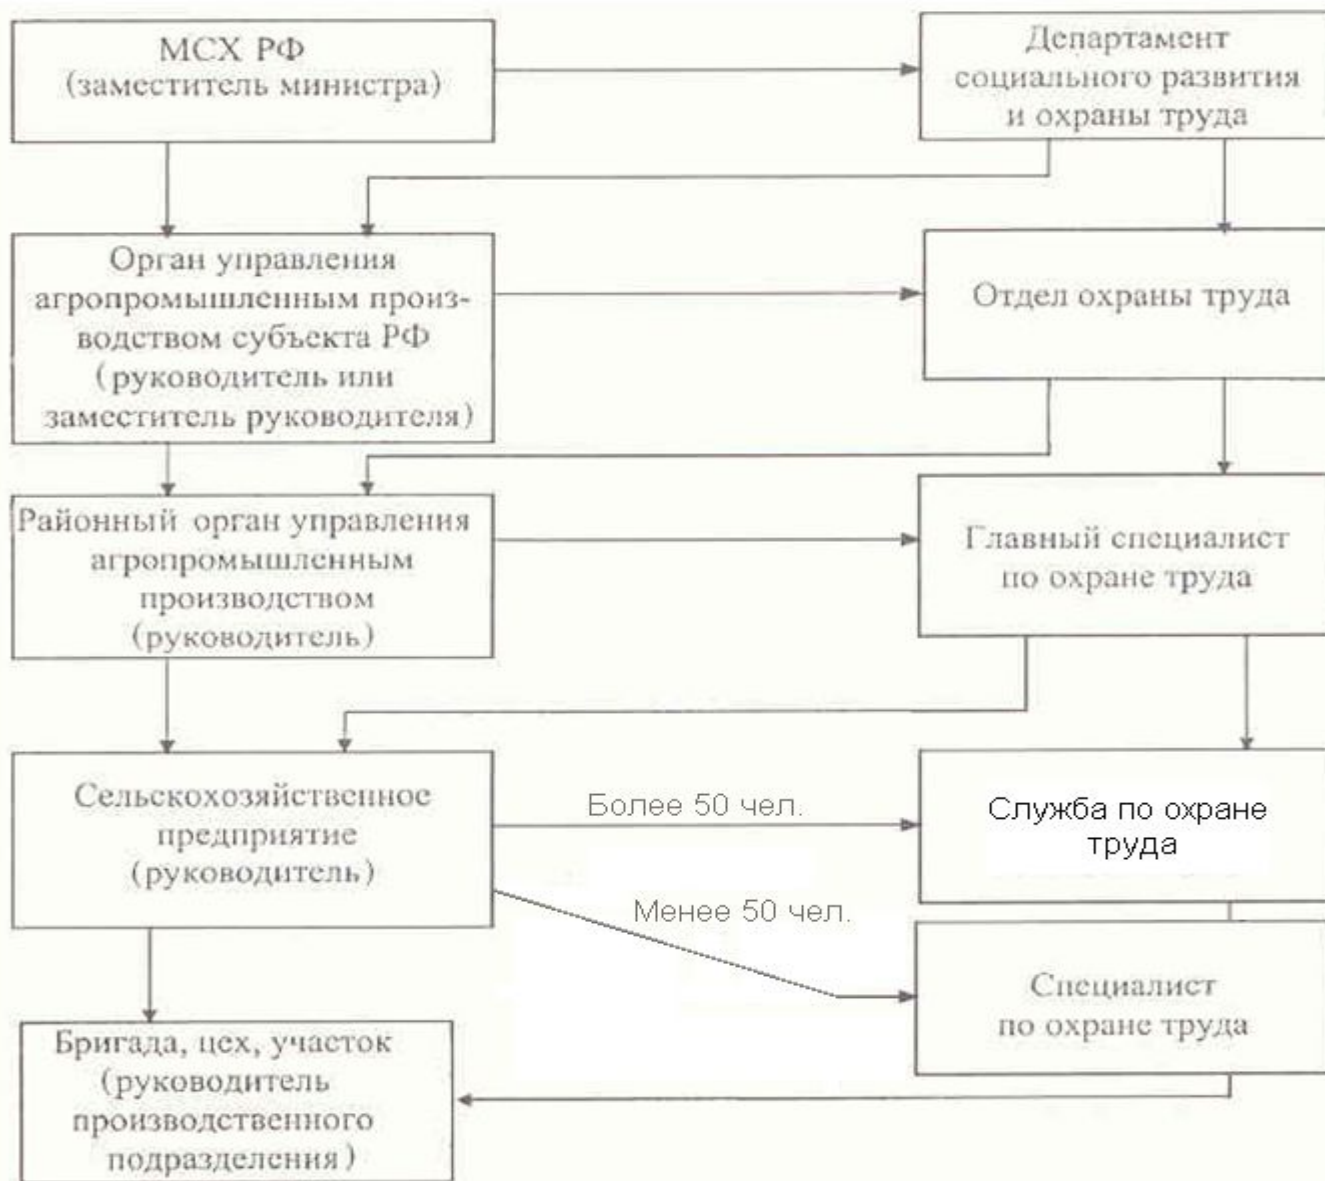 МСХ РФ
(заместитель министра)
Департамент
социального развития
и охраны труда
Орган управления
агропромышленным произ-
водством субъекта РФ
(руководитель или
заместитель руководителя)
Отдел охраны труда
Районный орган управления
агропромышленным
производством
(руководитель)
Главный специалист
по охране труда
Сельскохозяйственное
предприятие
(руководитель)
Более 50 чел.
Служба по охране
труда
Менее 50 чел.
Специалист
по охране труда
Бригада, цех, участок
(руководитель
производственного
подразделения)